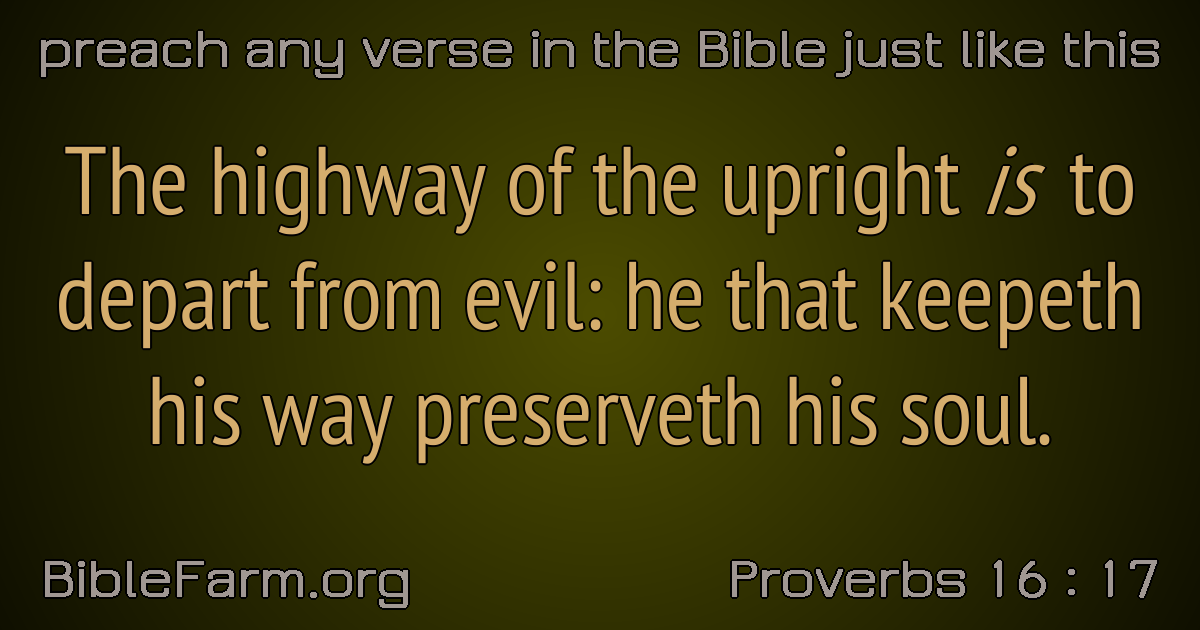 preach any verse in the Bible just like this
The highway of the upright is to
depart from evil: he that keepeth
his way preserveth his soul.
BibleFarm.org
Proverbs 16 : 17